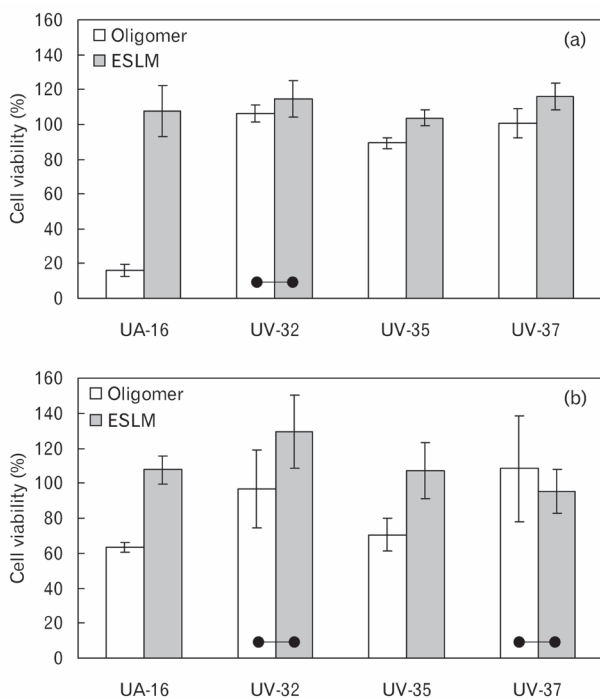 160
(a)
Oligomer
140
ESLM
120
100
80
60
40
20
0
Cell viability (%)
UA-16 UV-32 UV-35 UV-37
160
(b)
Oligomer
140
ESLM
120
100
80
60
40
20
0
Cell viability (%)
UA-16 UV-32 UV-35 UV-37